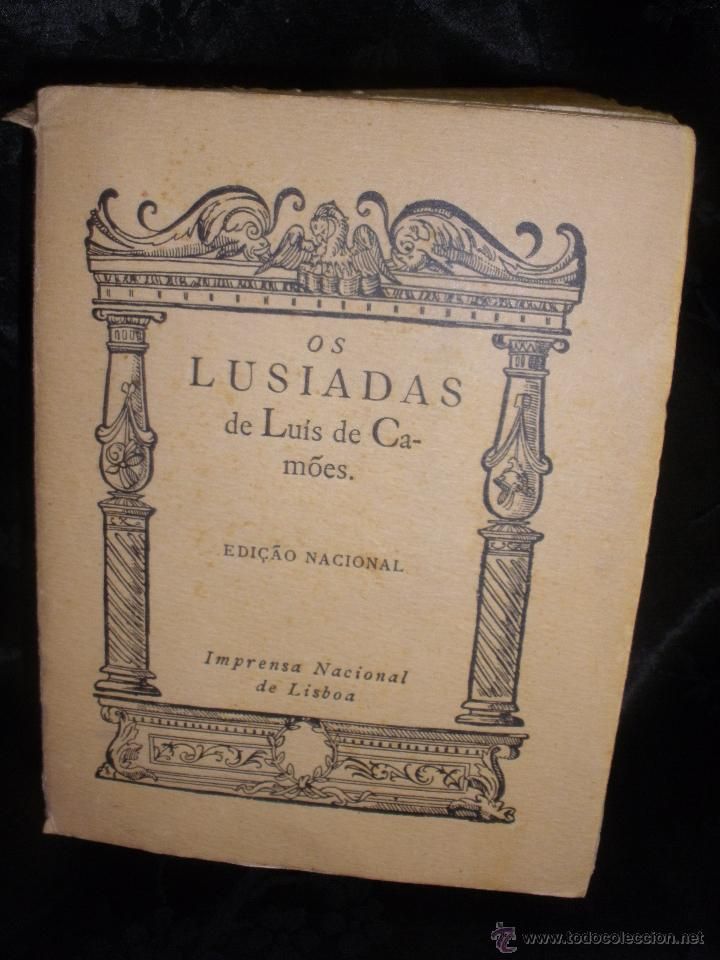 OS
LUSIADAS
de Luís de Ca-
mões.
EDIÇÃO NACIONAL
Imprensa Nacional
de Lisboa
© www.todocoleccion.net